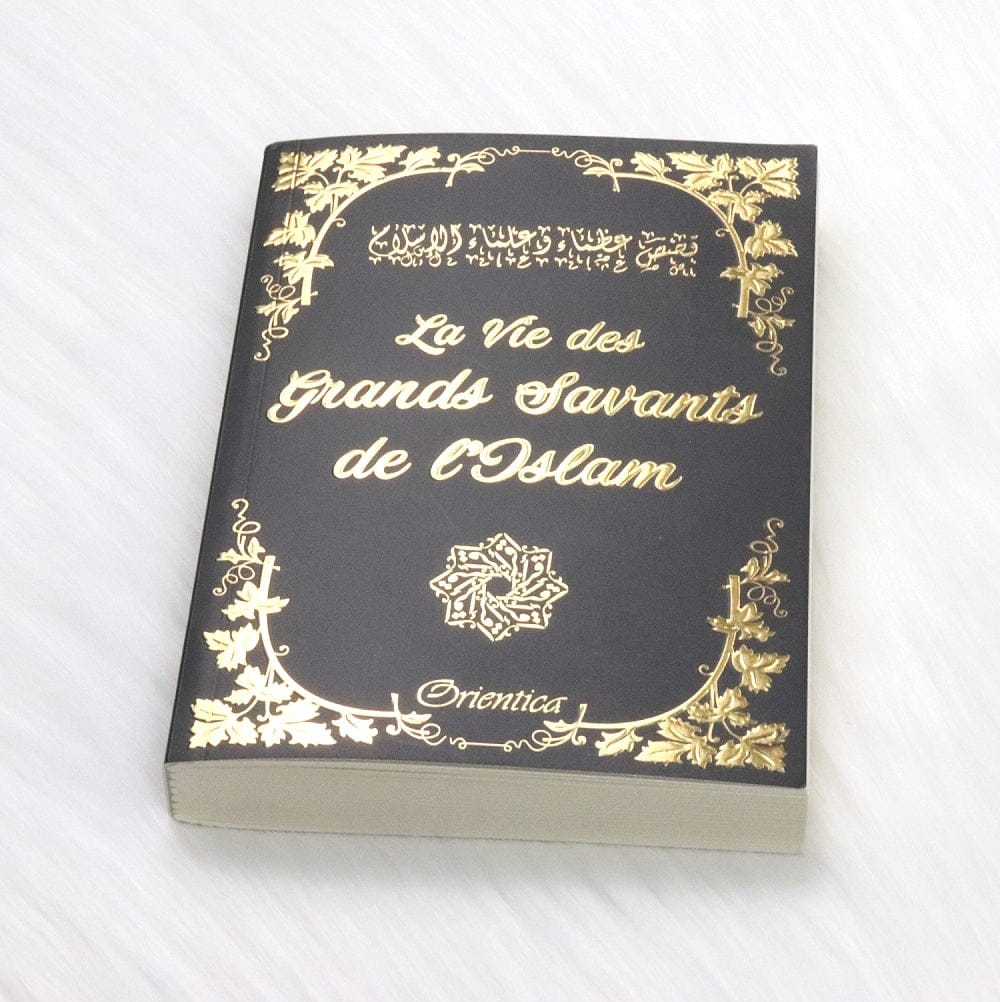 قصص عظماء وعلماء الإسلام
La Vie des
Grands Savants
de l'Islam
Orientica